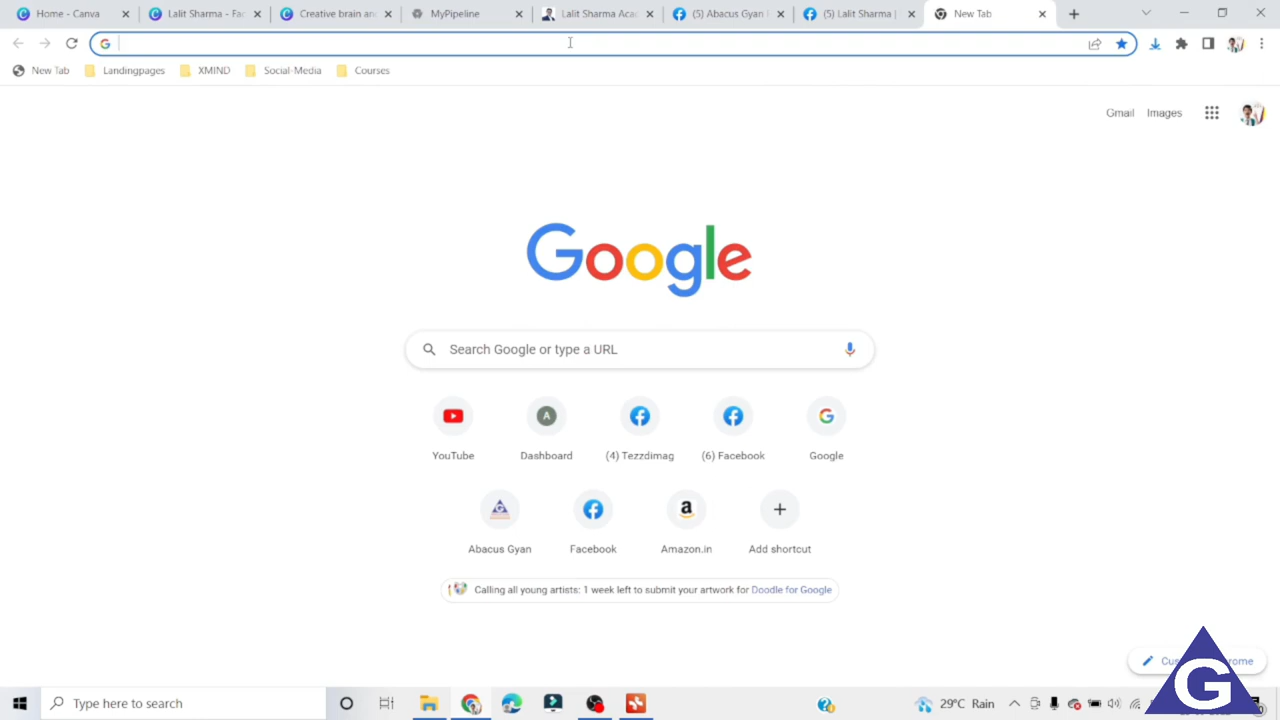 Home - Canva
Lalit Sharma - Fac
Creative brain and
MyPipeline
Lalit Sharma Aca
(5) Abacus Gyan
(5) Lalit Sharma |
New Tab
New Tab
Landingpages
XMIND
Social-Media
Courses
Gmail
Images
Google
Search Google or type a URL
A
YouTube
Dashboard
(4) Tezzdimag
(6) Facebook
Google
a
Abacus Gyan
Facebook
Amazon.in
Add shortcut
Calling all young artists: 1 week left to submit your artwork for Doodle for Google
G
Type here to search
29°C Rain